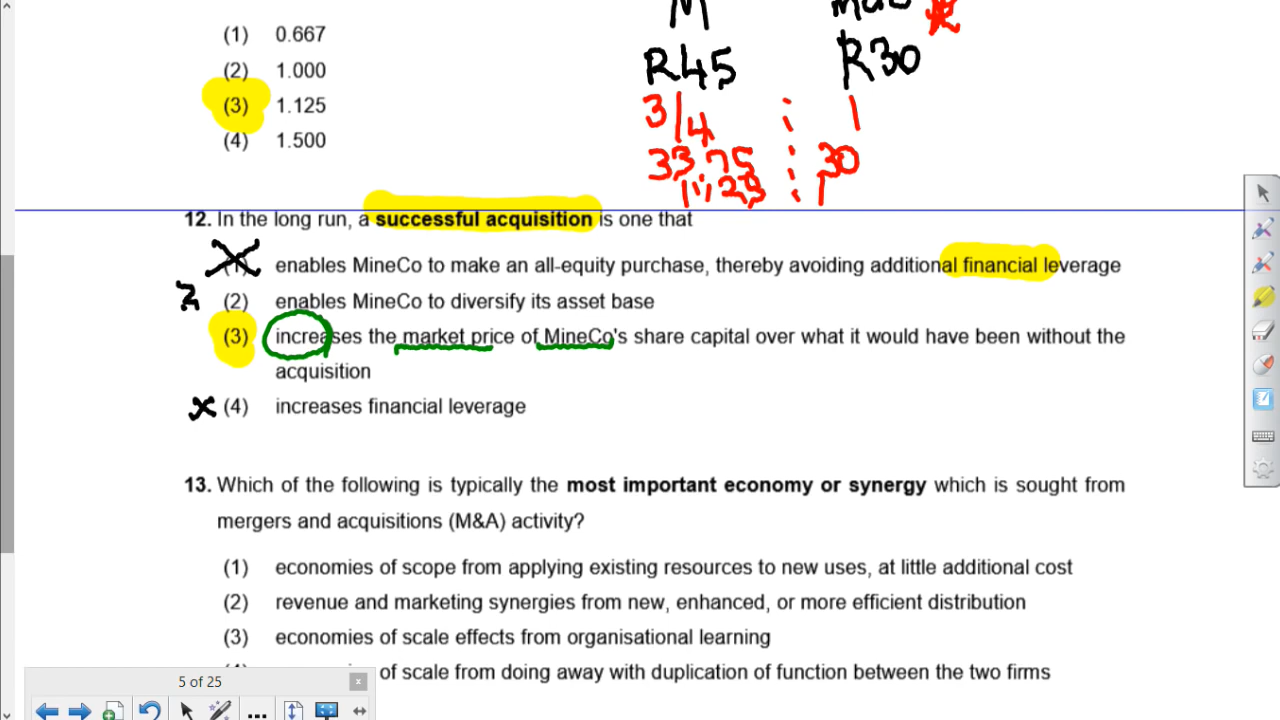 (1) 0.667
(2) 1.000
(3) 1.125
(4) 1.500
M
R45 R30
3/4 : 1
33,75 : 30
1,125 : 1
12. In the long run, a successful acquisition is one that
enables MineCo to make an all-equity purchase, thereby avoiding additional financial leverage
? (2) enables MineCo to diversify its asset base
(3) increases the market price of MineCo's share capital over what it would have been without the
acquisition
x (4) increases financial leverage
13. Which of the following is typically the most important economy or synergy which is sought from
mergers and acquisitions (M&A) activity?
(1) economies of scope from applying existing resources to new uses, at little additional cost
(2) revenue and marketing synergies from new, enhanced, or more efficient distribution
(3) economies of scale effects from organisational learning
of scale from doing away with duplication of function between the two firms
5 of 25